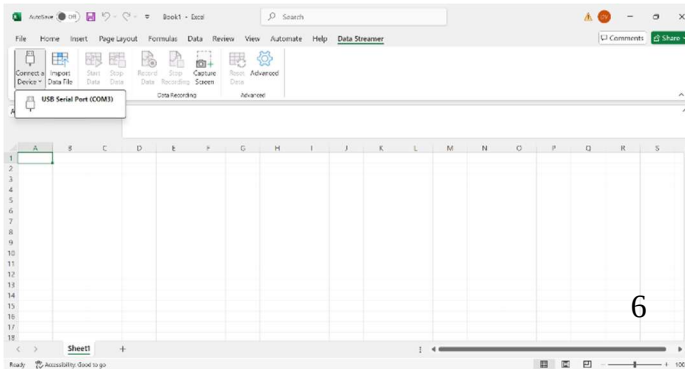 AutoSave Off Book1 - Excel Search
File Home Insert Page Layout Formulas Data Review View Automate Help Data Streamer Comments Share
Connect a Device Import Data File Start Data Stop Data Record Data Stop Recording Capture Screen Reset Data Advanced
Data Recording Advanced
USB Serial Port (COM3)
A B C D E F G H I J K L M N O P Q R S
1
2
3
4
5
6
7
8
9
10
11
12
13
14
15
6
16
17
18
Sheet1
Ready Accessibility: Good to go 100